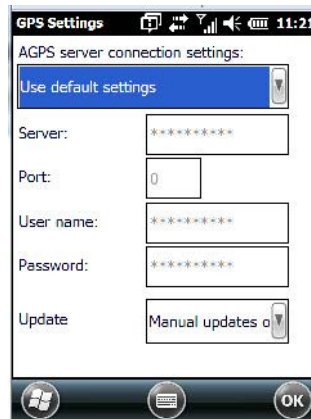 GPS Settings 11:21
AGPS server connection settings:
Use default settings
Server: **********
Port: 0
User name: **********
Password: **********
Update Manual updates o
OK